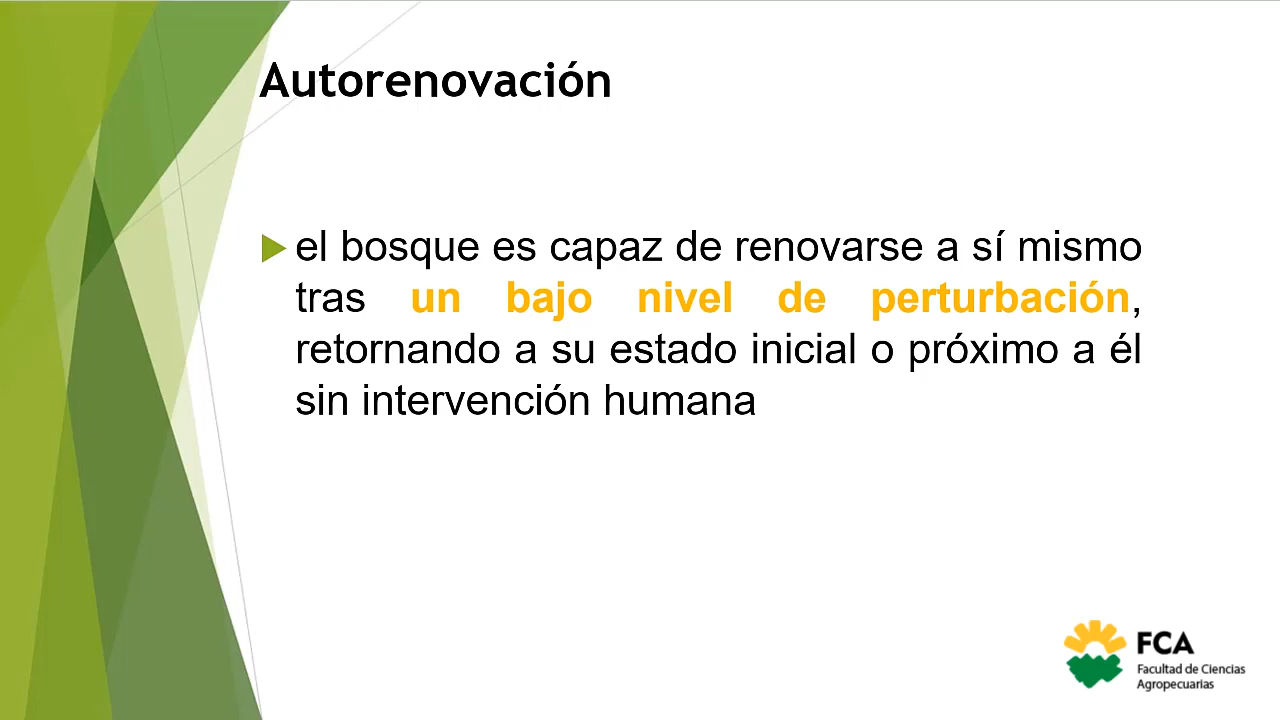 Autorenovación
el bosque es capaz de renovarse a sí mismo
tras un bajo nivel de perturbación,
retornando a su estado inicial o próximo a él
sin intervención humana
FCA
Facultad de Ciencias
Agropecuarias